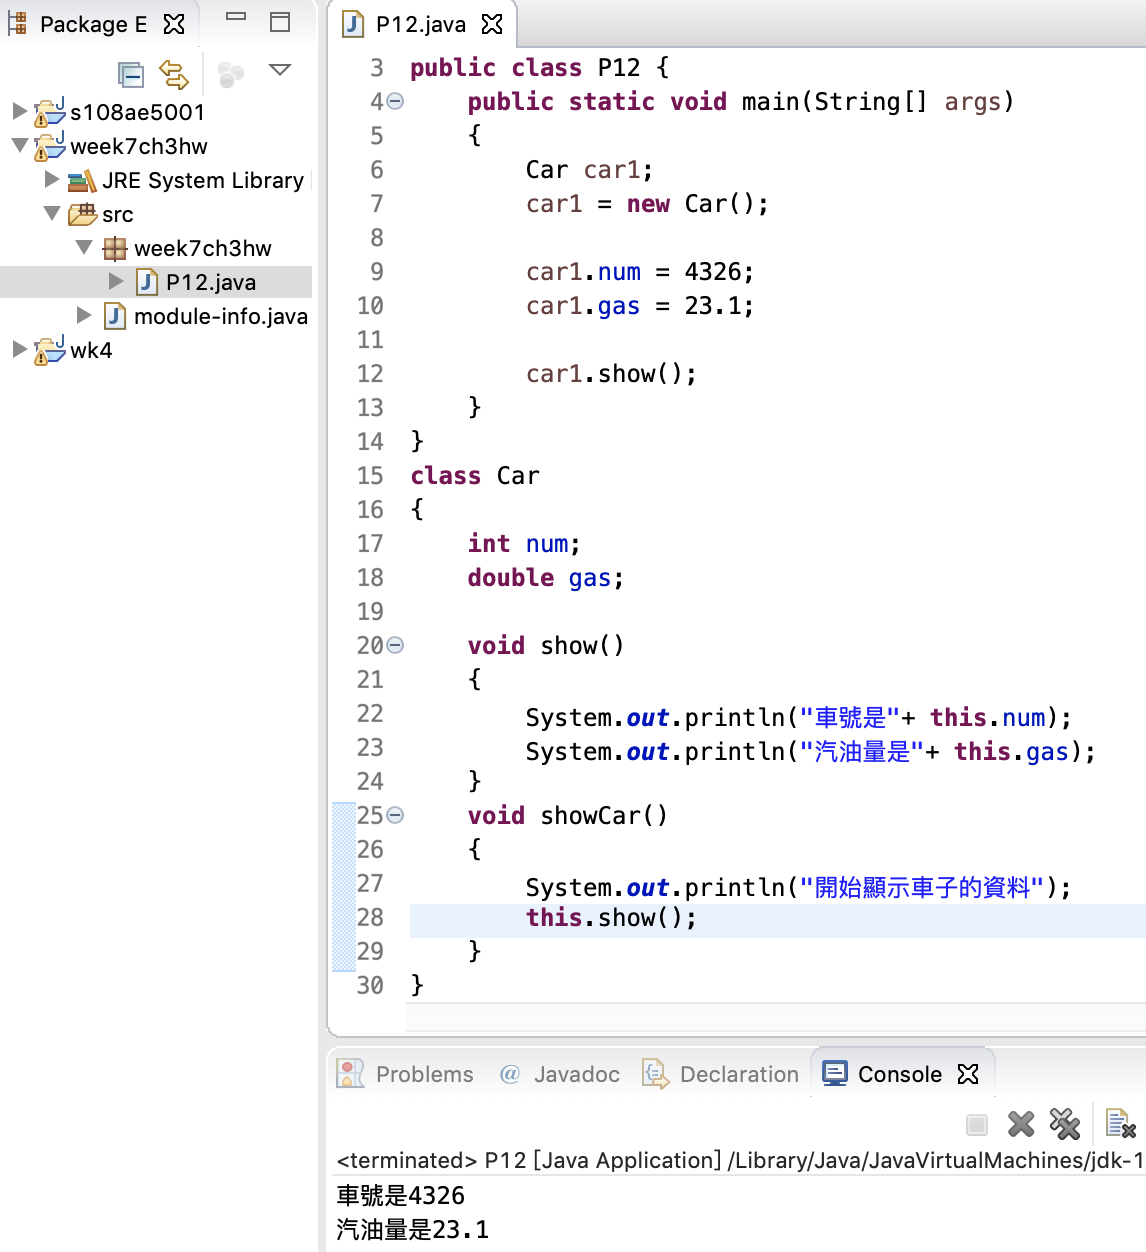 Package E
s108ae5001
week7ch3hw
JRE System Library
src
week7ch3hw
P12.java
module-info.java
wk4
P12.java
3 public class P12 {
4 public static void main(String[] args)
5 {
6 Car car1;
7 car1 = new Car();
8
9 car1.num = 4326;
10 car1.gas = 23.1;
11
12 car1.show();
13 }
14 }
15 class Car
16 {
17 int num;
18 double gas;
19
20 void show()
21 {
22 System.out.println("車號是"+ this.num);
23 System.out.println("汽油量是"+ this.gas);
24 }
25 void showCar()
26 {
27 System.out.println("開始顯示車子的資料");
28 this.show();
29 }
30 }
Problems @ Javadoc Declaration Console
<terminated> P12 [Java Application] /Library/Java/JavaVirtualMachines/jdk-1
車號是4326
汽油量是23.1